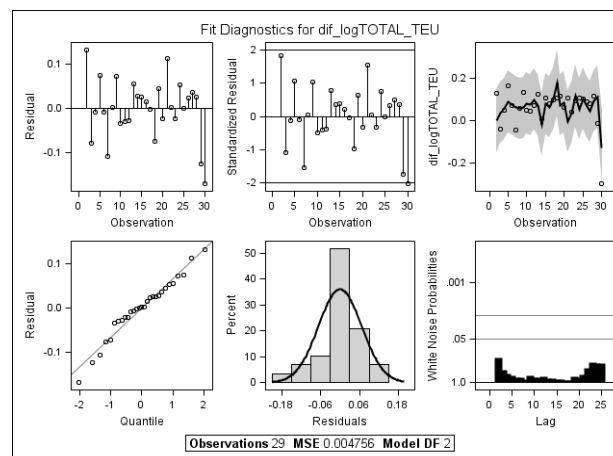 Fit Diagnostics for dif_logTOTAL_TEU
Residual
0.1
0.0
-0.1
0 5 10 15 20 25 30
Observation
Standardized Residual
2
1
0
-1
-2
0 5 10 15 20 25 30
Observation
dif_logTOTAL_TEU
0.2
0.0
-0.2
0 5 10 15 20 25 30
Observation
Residual
0.1
0.0
-0.1
-2 -1 0 1 2
Quantile
Percent
50
40
30
20
10
0
-0.18 -0.06 0.06 0.18
Residuals
White Noise Probabilities
.001
.05
1.0
0 5 10 15 20 25
Lag
Observations 29 MSE 0.004756 Model DF 2